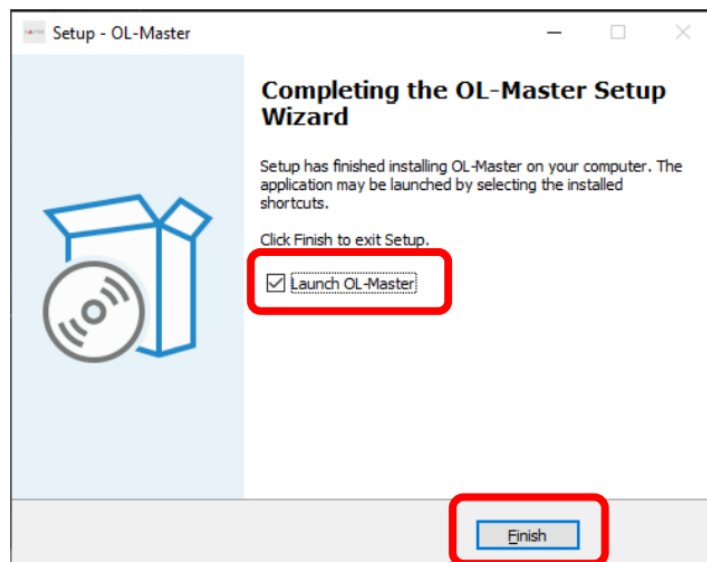 Setup - OL-Master
Completing the OL-Master Setup
Wizard
Setup has finished installing OL-Master on your computer. The
application may be launched by selecting the installed
shortcuts.
Click Finish to exit Setup.
Launch OL-Master
Finish